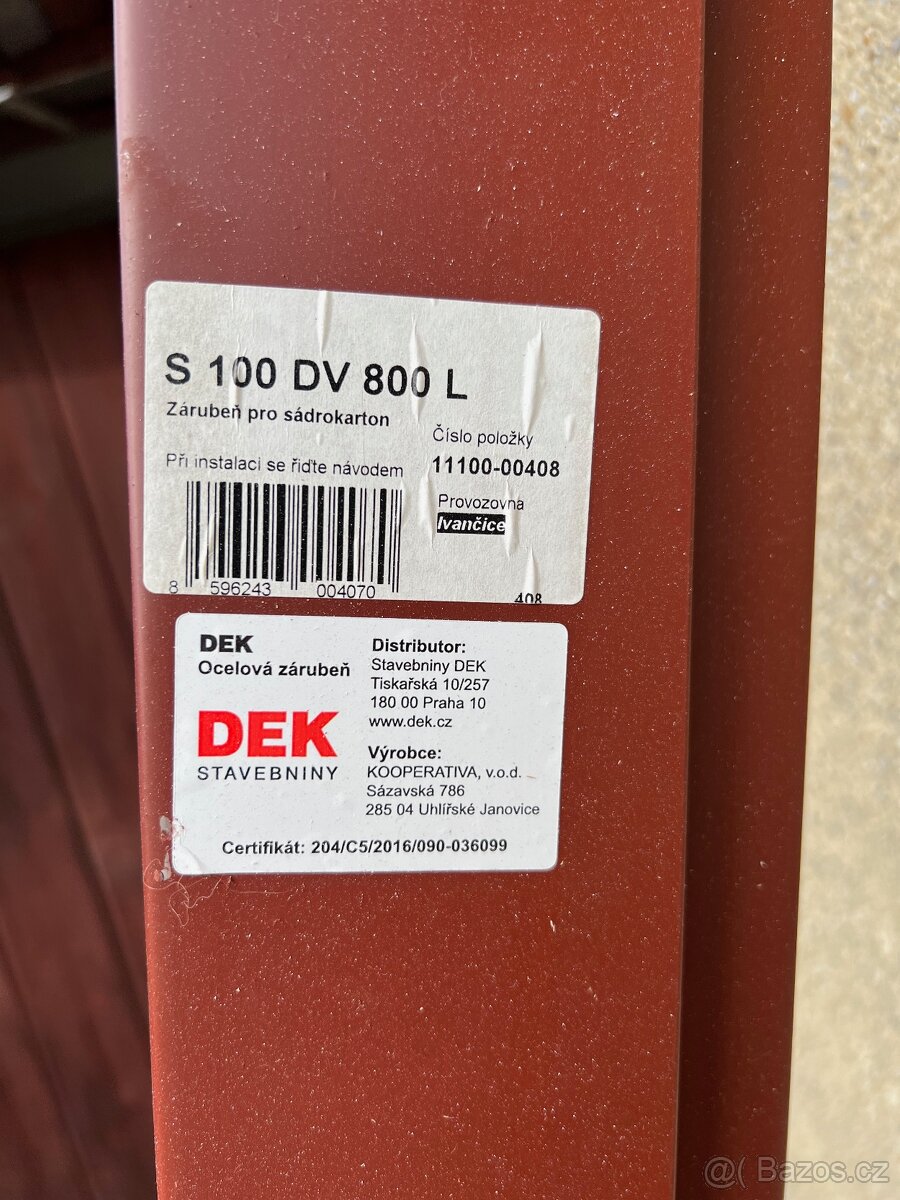 S 100 DV 800 L
Zárubeň pro sádrokarton
Číslo položky
11100-00408
Při instalaci se řiďte návodem
Provozovna
Ivančice
8 596243 004070
408
DEK
Ocelová zárubeň
DEK
STAVEBNINY
Distributor:
Stavebniny DEK
Tiskařská 10/257
180 00 Praha 10
www.dek.cz
Výrobce:
KOOPERATIVA, v.o.d.
Sázavská 786
285 04 Uhlířské Janovice
Certifikát: 204/C5/2016/090-036099
@( Bazos.cz